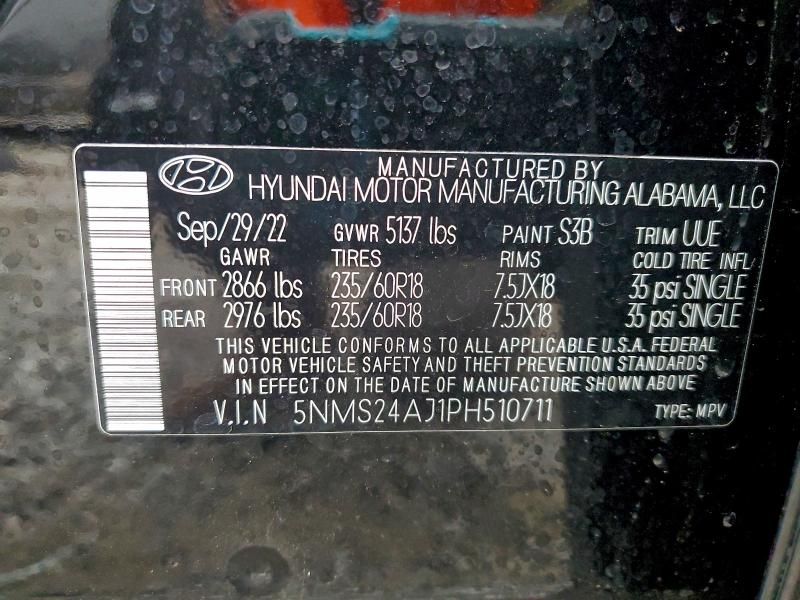 MANUFACTURED BY
HYUNDAI MOTOR MANUFACTURING ALABAMA, LLC
Sep/29/22 GVWR 5137 lbs PAINT S3B TRIM UUE
GAWR TIRES RIMS COLD TIRE INFL
FRONT 2866 lbs 235/60R18 7.5JX18 35 psi SINGLE
REAR 2976 lbs 235/60R18 7.5JX18 35 psi SINGLE
THIS VEHICLE CONFORMS TO ALL APPLICABLE U.S.A. FEDERAL
MOTOR VEHICLE SAFETY AND THEFT PREVENTION STANDARDS
IN EFFECT ON THE DATE OF MANUFACTURE SHOWN ABOVE
V.I.N 5NMS24AJ1PH510711 TYPE: MPV